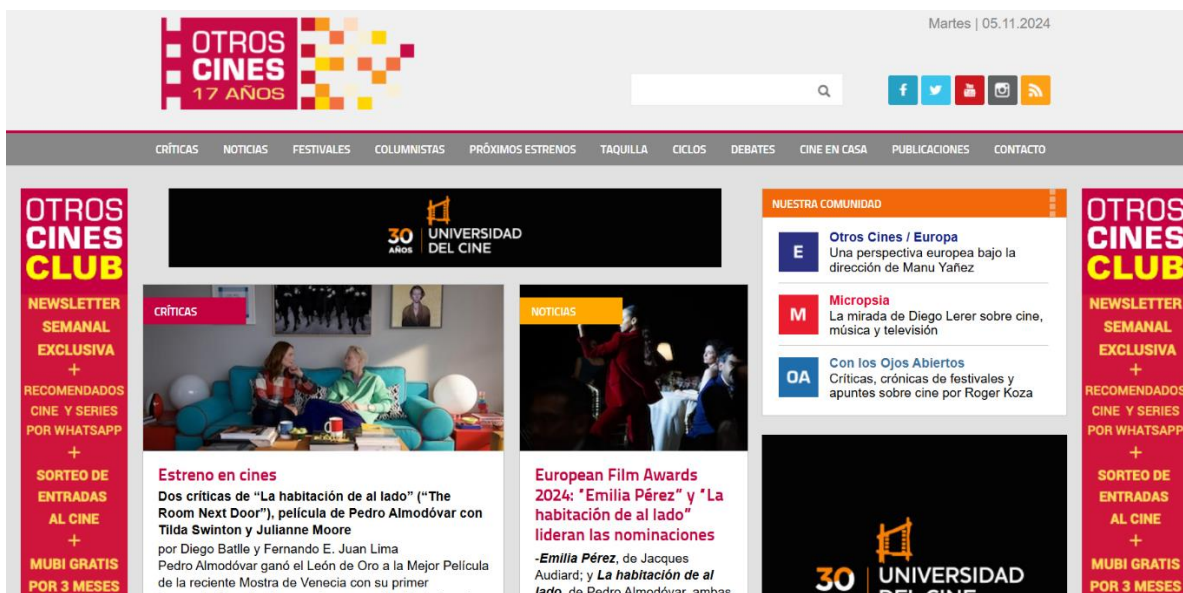 OTROS
CINES
17 AÑOS
Martes | 05.11.2024
CRÍTICAS NOTICIAS FESTIVALES COLUMNISTAS PRÓXIMOS ESTRENOS TAQUILLA CICLOS DEBATES CINE EN CASA PUBLICACIONES CONTACTO
OTROS
CINES
CLUB
NEWSLETTER
SEMANAL
EXCLUSIVA
+
RECOMENDADOS
CINE Y SERIES
POR WHATSAPP
+
SORTEO DE
ENTRADAS
AL CINE
+
MUBI GRATIS
POR 3 MESES
30 AÑOS
UNIVERSIDAD
DEL CINE
CRÍTICAS
Estreno en cines
Dos críticas de “La habitación de al lado” (“The
Room Next Door”), película de Pedro Almodóvar con
Tilda Swinton y Julianne Moore
por Diego Batlle y Fernando E. Juan Lima
Pedro Almodóvar ganó el León de Oro a la Mejor Película
de la reciente Mostra de Venecia con su primer
NOTICIAS
European Film Awards
2024: "Emilia Pérez" y "La
habitación de al lado"
lideran las nominaciones
-Emilia Pérez, de Jacques
Audiard; y La habitación de al
lado, de Pedro Almodóvar, ambas
NUESTRA COMUNIDAD
E
Otros Cines / Europa
Una perspectiva europea bajo la
dirección de Manu Yañez
M
Micropsia
La mirada de Diego Lerer sobre cine,
música y televisión
OA
Con los Ojos Abiertos
Críticas, crónicas de festivales y
apuntes sobre cine por Roger Koza
30
UNIVERSIDAD
DEL CINE
OTROS
CINES
CLUB
NEWSLETTER
SEMANAL
EXCLUSIVA
+
RECOMENDADOS
CINE Y SERIES
POR WHATSAPP
+
SORTEO DE
ENTRADAS
AL CINE
+
MUBI GRATIS
POR 3 MESES